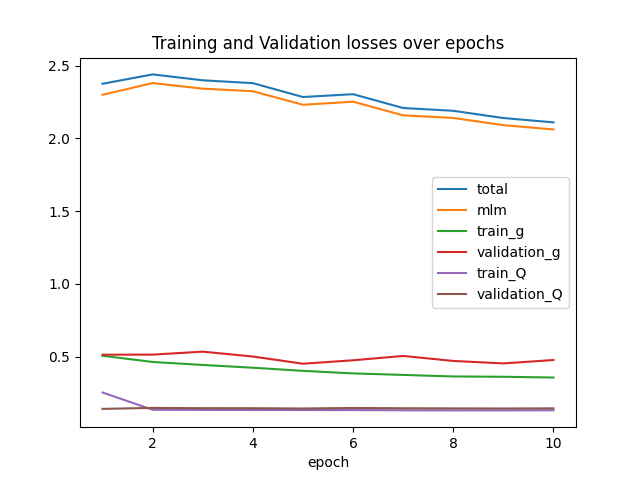 Training and Validation losses over epochs
2.5
2.0
1.5
1.0
0.5
total
mlm
train_g
validation_g
train_Q
validation_Q
2
4
6
8
10
epoch